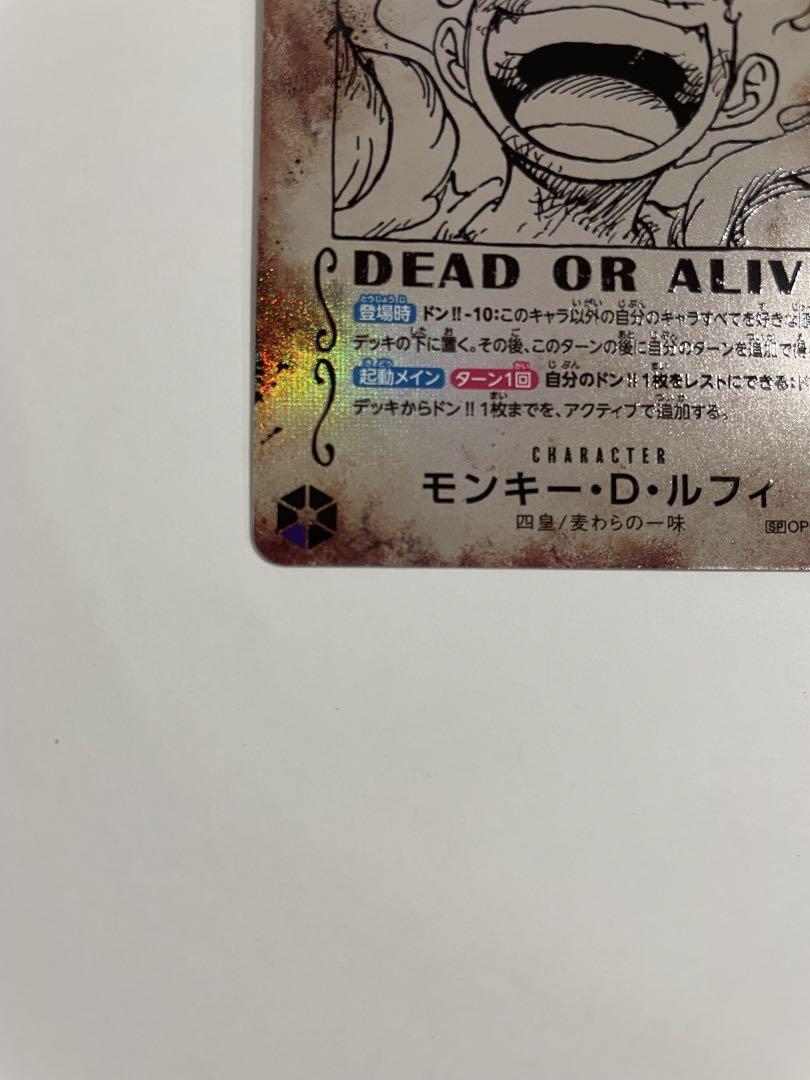 DEAD OR ALIV
登場時 ドン!!-10:このキャラ以外の自分のキャラすべてを好きな
デッキの下に置く。その後、このターンの後に自分のターンを追加で得
起動メイン ターン1回 自分のドン!!1枚をレストにできる:ド
デッキからドン!!1枚までを、アクティブで追加する。
CHARACTER
モンキー・D・ルフィ
四皇/麦わらの一味
SP OP